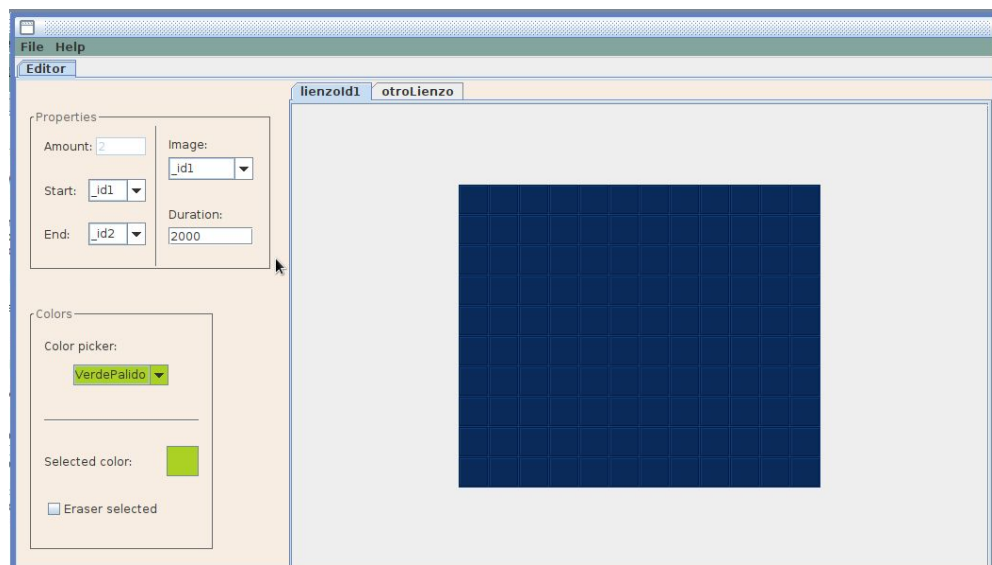 File Help
Editor
lienzoId1 otroLienzo
Properties
Amount: 2
Image:
_id1
Start: _id1
Duration:
End: _id2
2000
Colors
Color picker:
VerdePalido
Selected color:
Eraser selected